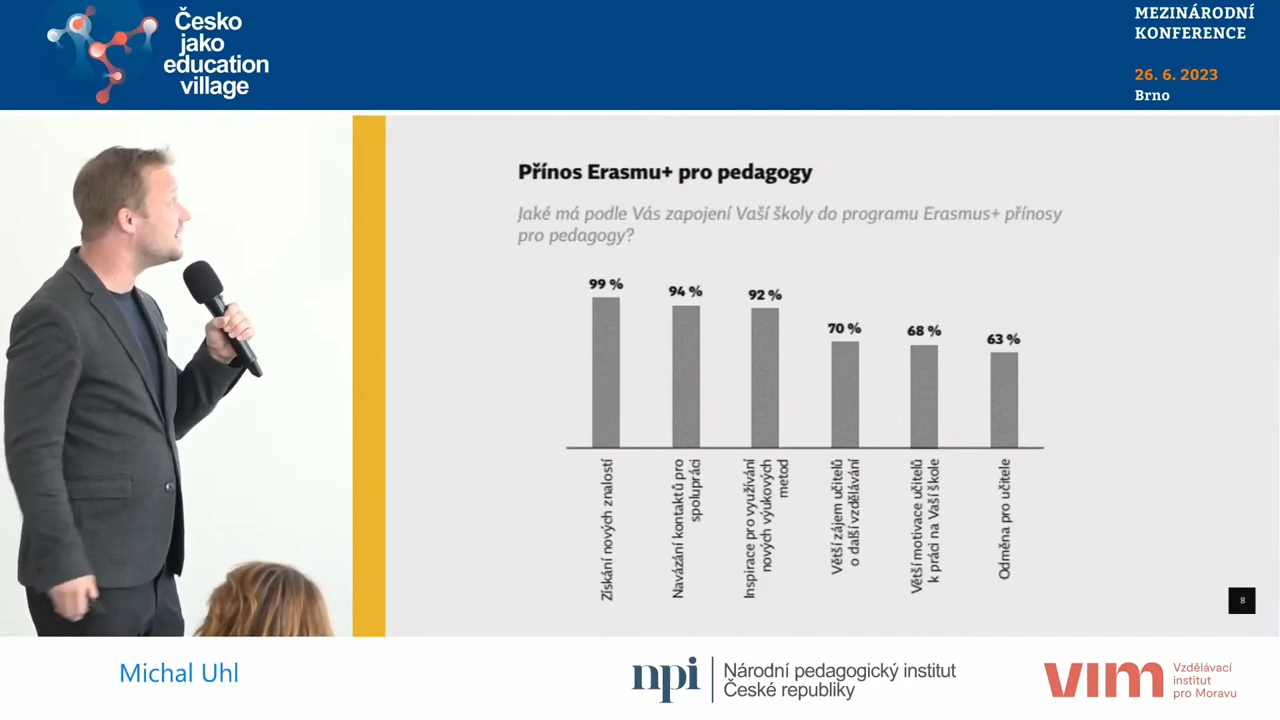 Česko
jako
education
village
MEZINÁRODNÍ
KONFERENCE
26. 6. 2023
Brno
Přínos Erasmu+ pro pedagogy
Jaké má podle Vás zapojení Vaší školy do programu Erasmus+ přínosy
pro pedagogy?
99 %
94 %
92 %
70 %
68 %
63 %
Získání nových znalostí
Navázání kontaktů pro
spolupráci
Inspirace pro využívání
nových výukových
metod
Větší zájem učitelů
o další vzdělávání
Větší motivace učitelů
k práci na Vaší škole
Odměna pro učitele
8
Michal Uhl
npi
Národní pedagogický institut
České republiky
vim
Vzdělávací
institut
pro Moravu